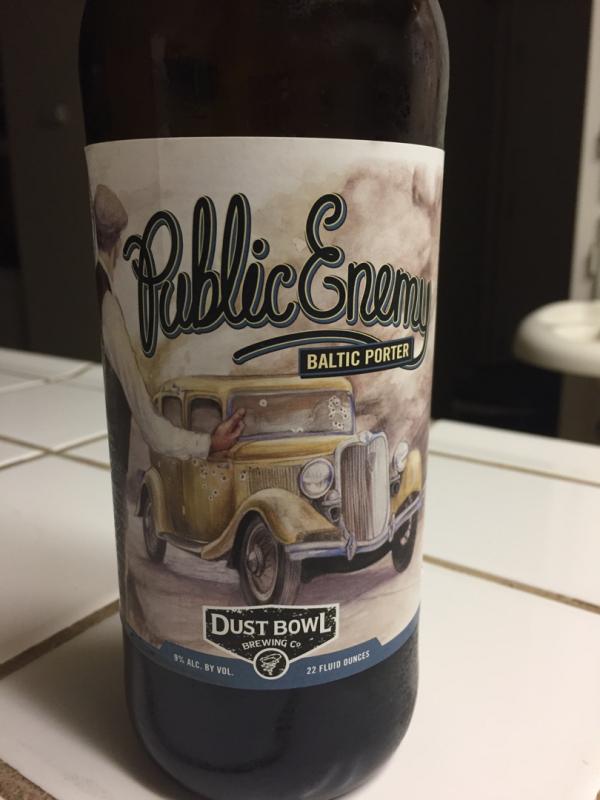 Public Enemy
BALTIC PORTER
DUST BOWL
BREWING Co
9% ALC. BY VOL.
22 FLUID OUNCES